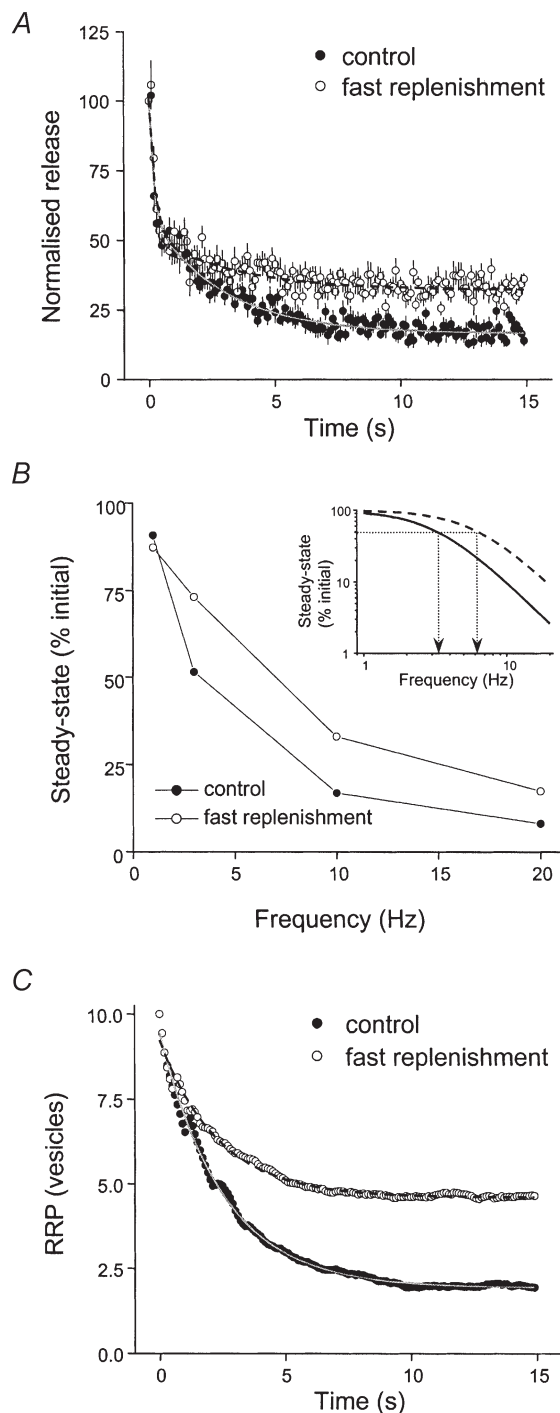 A
125
100
75
50
25
0
Normalised release
control
fast replenishment
0
5
10
15
Time (s)
B
100
75
50
25
0
Steady-state (% initial)
control
fast replenishment
0
5
10
15
20
Frequency (Hz)
100
10
1
Steady-state
(% initial)
1
10
Frequency (Hz)
C
10.0
7.5
5.0
2.5
0.0
RRP (vesicles)
control
fast replenishment
0
5
10
15
Time (s)